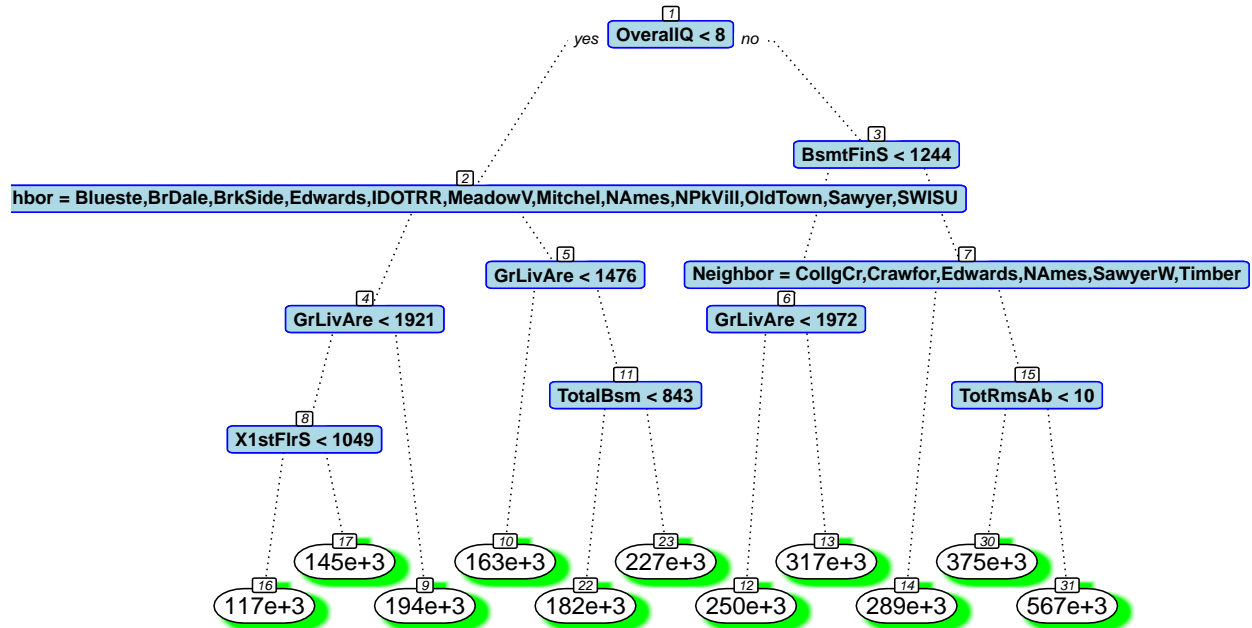 1
yes OverallQ < 8 no
3
BsmtFinS < 1244
2
hbor = Blueste,BrDale,BrkSide,Edwards,IDOTRR,MeadowV,Mitchel,NAmes,NPkVill,OldTown,Sawyer,SWISU
5
GrLivAre < 1476
7
Neighbor = CollgCr,Crawfor,Edwards,NAmes,SawyerW,Timber
4
GrLivAre < 1921
6
GrLivAre < 1972
11
TotalBsm < 843
15
TotRmsAb < 10
8
X1stFlrS < 1049
17
145e+3
10
163e+3
23
227e+3
13
317e+3
30
375e+3
16
117e+3
9
194e+3
22
182e+3
12
250e+3
14
289e+3
31
567e+3